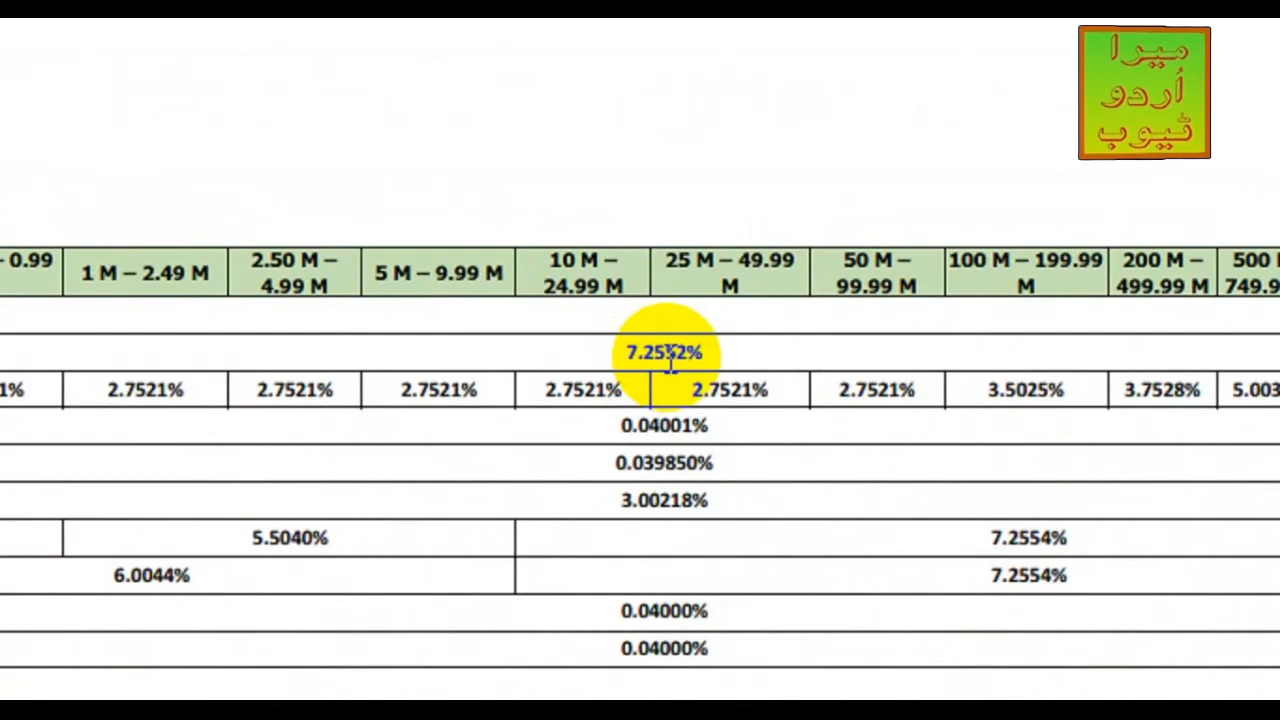 میرا
اُردو
ٹیوب
- 0.99 1 M – 2.49 M 2.50 M – 4.99 M 5 M – 9.99 M 10 M – 24.99 M 25 M – 49.99 M 50 M – 99.99 M 100 M – 199.99 M 200 M – 499.99 M 500
7.2552%
1% 2.7521% 2.7521% 2.7521% 2.7521% 2.7521% 2.7521% 3.5025% 3.7528% 5.003
0.04001%
0.039850%
3.00218%
5.5040% 7.2554%
6.0044% 7.2554%
0.04000%
0.04000%